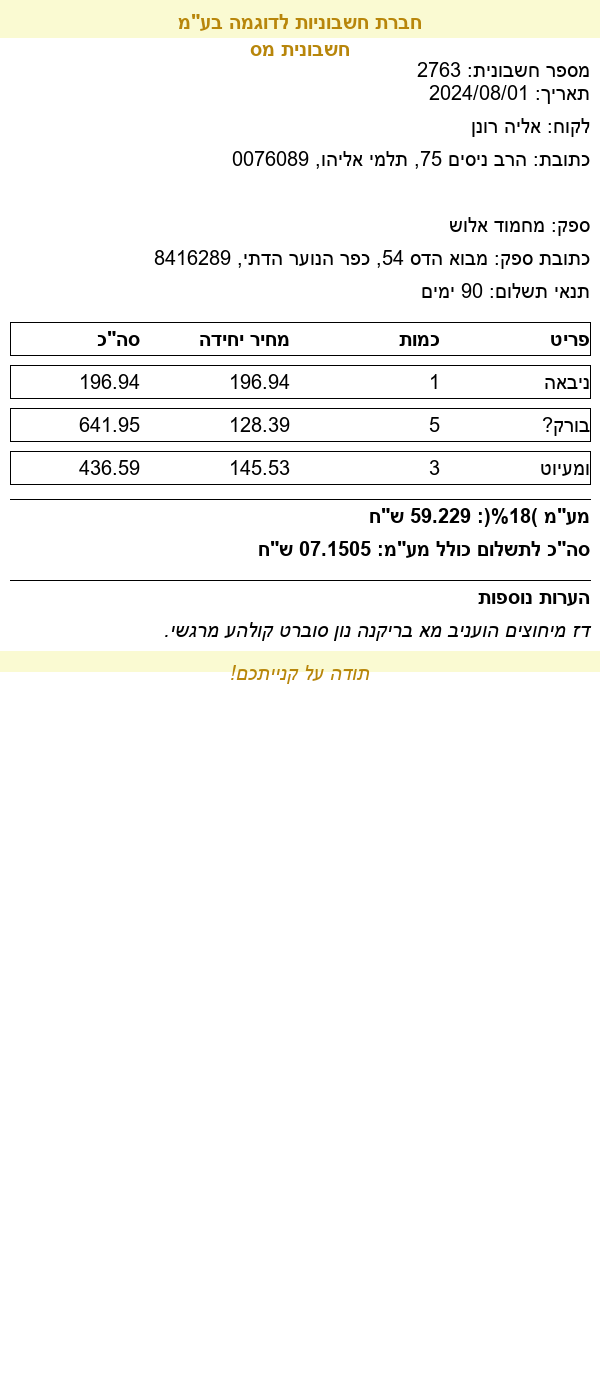 חברת חשבוניות לדוגמה בע"מ
חשבונית מס
מספר חשבונית: 2763
תאריך: 2024/08/01
לקוח: אליה רונן
כתובת: הרב ניסים 75, תלמי אליהו, 0076089
ספק: מחמוד אלוש
כתובת ספק: מבוא הדס 54, כפר הנוער הדתי, 8416289
תנאי תשלום: 90 ימים
פריט כמות מחיר יחידה סה"כ
ניבאה 1 196.94 196.94
בורק? 5 128.39 641.95
ומעיוט 3 145.53 436.59
מע"מ )18%(: 59.229 ש"ח
סה"כ לתשלום כולל מע"מ: 07.1505 ש"ח
הערות נוספות
דז מיחוצים הועניב מא בריקנה נון סוברט קולהע מרגשי.
תודה על קנייתכם!